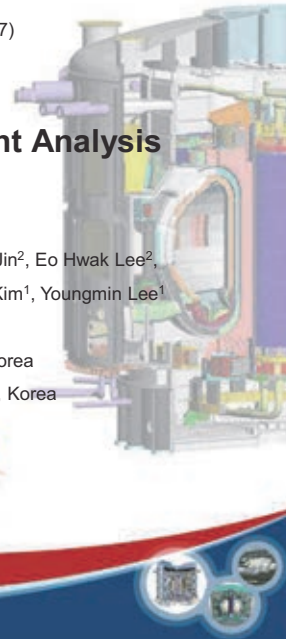 7)
nt Analysis
Jin², Eo Hwak Lee²,
Kim¹, Youngmin Lee¹
orea
Korea